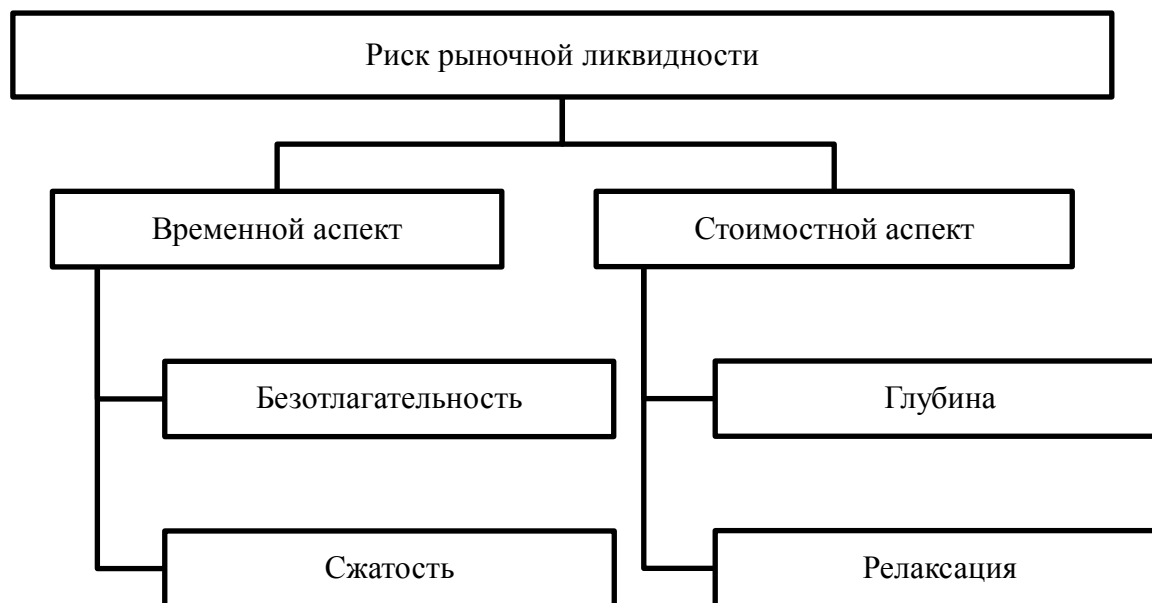 Риск рыночной ликвидности
Временной аспект
Стоимостной аспект
Безотлагательность
Глубина
Сжатость
Релаксация